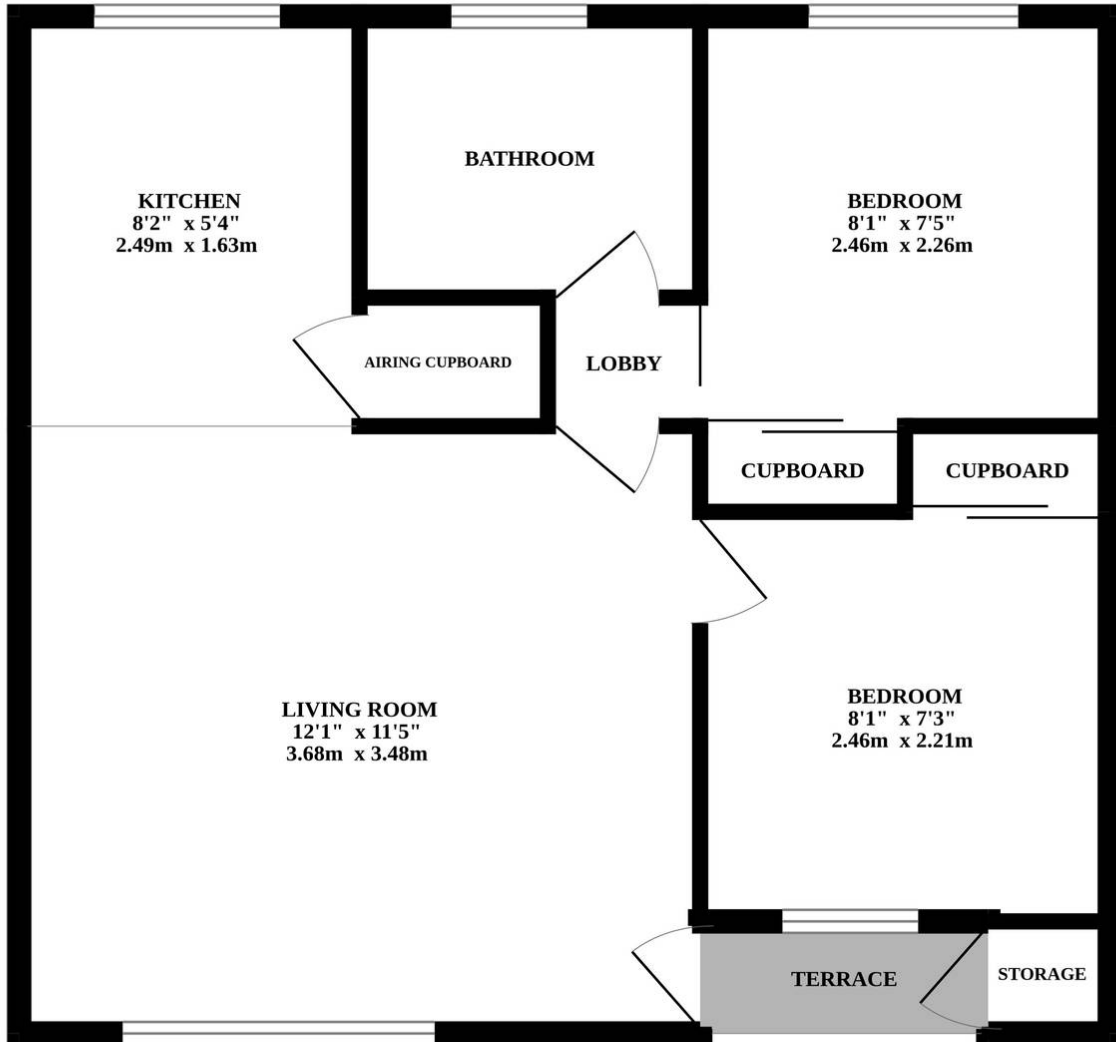 BATHROOM
KITCHEN
8'2" x 5'4"
2.49m x 1.63m
BEDROOM
8'1" x 7'5"
2.46m x 2.26m
AIRING CUPBOARD
LOBBY
CUPBOARD
CUPBOARD
LIVING ROOM
12'1" x 11'5"
3.68m x 3.48m
BEDROOM
8'1" x 7'3"
2.46m x 2.21m
TERRACE
STORAGE